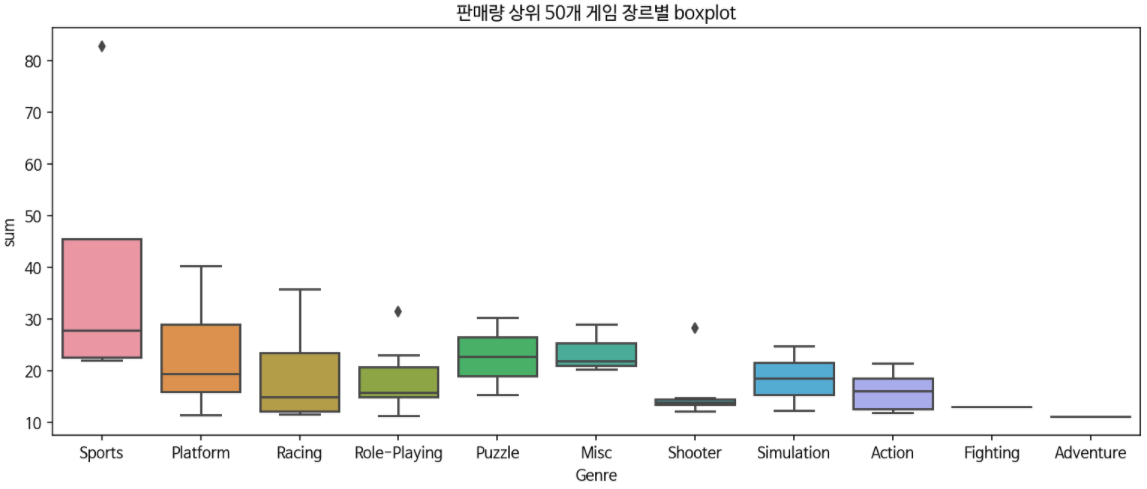 판매량 상위 50개 게임 장르별 boxplot
80
70
60
50
40
30
20
10
sum
Sports Platform Racing Role-Playing Puzzle Misc Shooter Simulation Action Fighting Adventure
Genre